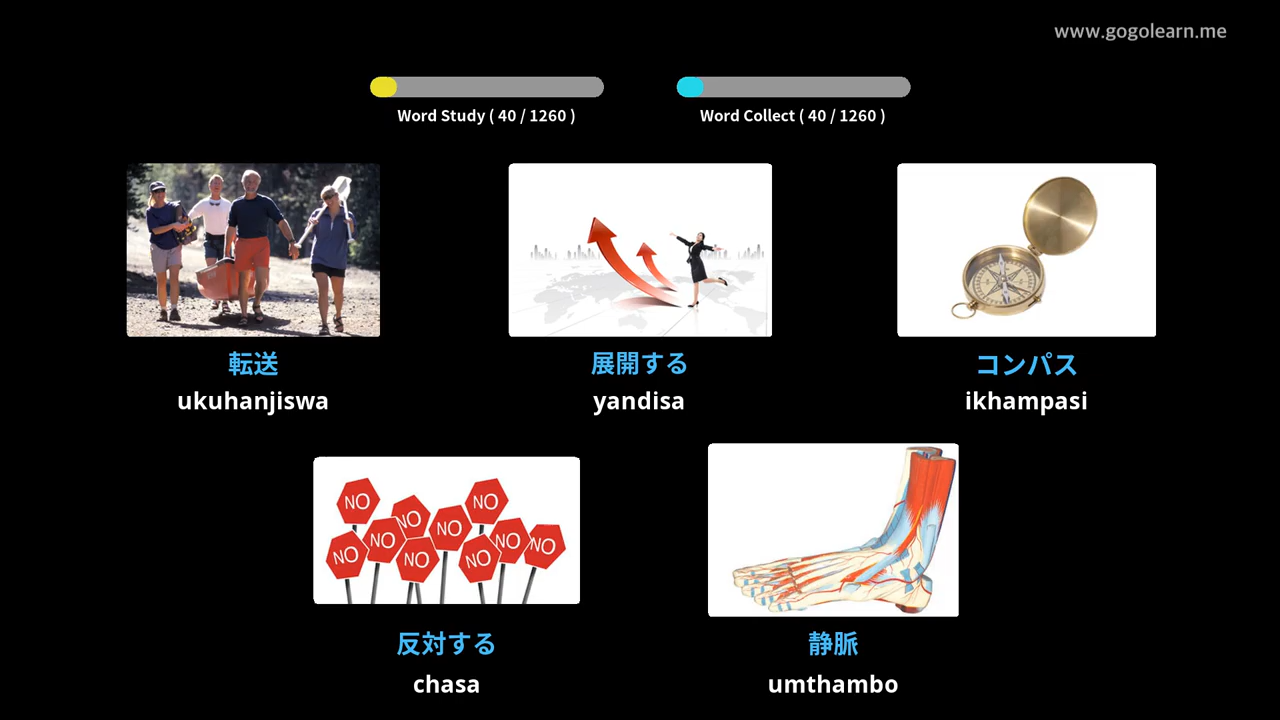 www.gogolearn.me
Word Study ( 40 / 1260 )
Word Collect ( 40 / 1260 )
転送
ukuhanjiswa
展開する
yandisa
コンパス
ikhampasi
NO
NO
NO
NO
NO
NO
NO
NO
NO
NO
反対する
chasa
静脈
umthambo